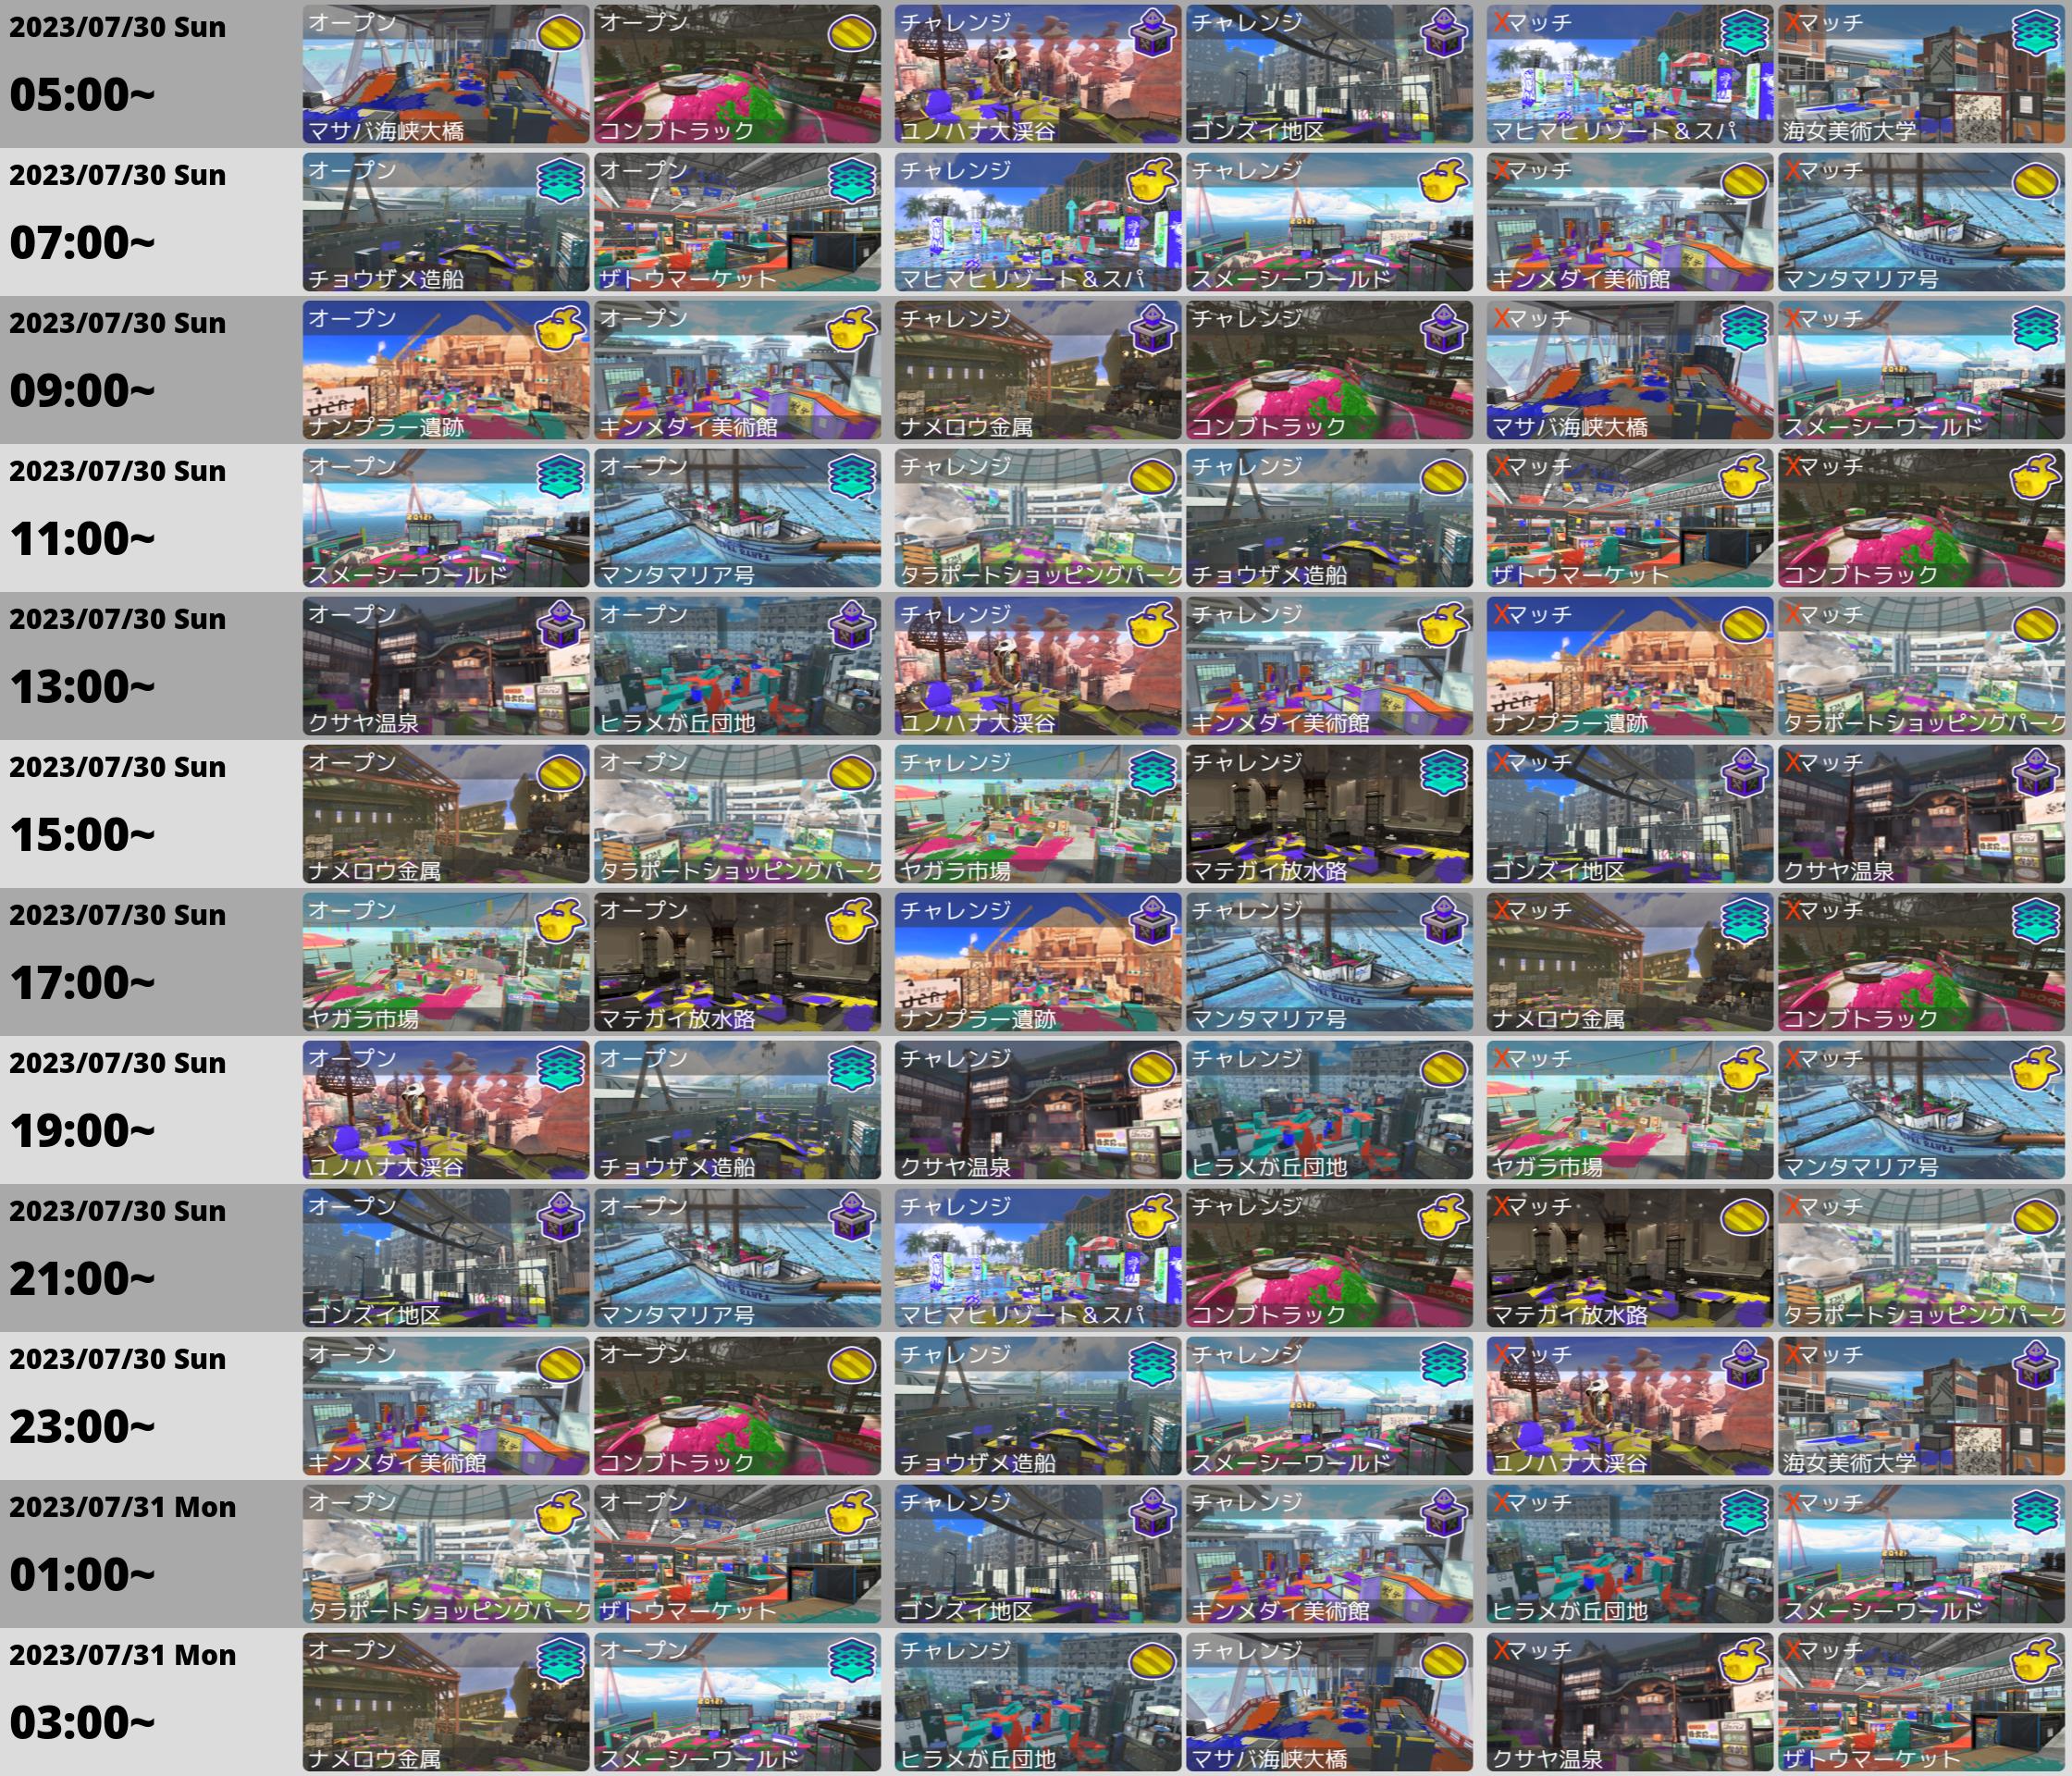 2023/07/30 Sun
05:00~
オープン オープン チャレンジ チャレンジ Xマッチ Xマッチ
マサバ海峡大橋 コンブトラック ユノハナ大渓谷 ゴンズイ地区 マヒマヒリゾート＆スパ 海女美術大学
2023/07/30 Sun
07:00~
オープン オープン チャレンジ チャレンジ Xマッチ Xマッチ
チョウザメ造船 ザトウマーケット マヒマヒリゾート＆スパ スメーシーワールド キンメダイ美術館 マンタマリア号
2023/07/30 Sun
09:00~
オープン オープン チャレンジ チャレンジ Xマッチ Xマッチ
ナンプラー遺跡 キンメダイ美術館 ナメロウ金属 コンブトラック マサバ海峡大橋 スメーシーワールド
2023/07/30 Sun
11:00~
オープン オープン チャレンジ チャレンジ Xマッチ Xマッチ
スメーシーワールド マンタマリア号 タラポートショッピングパーク チョウザメ造船 ザトウマーケット コンブトラック
2023/07/30 Sun
13:00~
オープン オープン チャレンジ チャレンジ Xマッチ Xマッチ
クサヤ温泉 ヒラメが丘団地 ユノハナ大渓谷 キンメダイ美術館 ナンプラー遺跡 タラポートショッピングパーク
2023/07/30 Sun
15:00~
オープン オープン チャレンジ チャレンジ Xマッチ Xマッチ
ナメロウ金属 タラポートショッピングパーク ヤガラ市場 マテガイ放水路 ゴンズイ地区 クサヤ温泉
2023/07/30 Sun
17:00~
オープン オープン チャレンジ チャレンジ Xマッチ Xマッチ
ヤガラ市場 マテガイ放水路 ナンプラー遺跡 マンタマリア号 ナメロウ金属 コンブトラック
2023/07/30 Sun
19:00~
オープン オープン チャレンジ チャレンジ Xマッチ Xマッチ
ユノハナ大渓谷 チョウザメ造船 クサヤ温泉 ヒラメが丘団地 ヤガラ市場 マンタマリア号
2023/07/30 Sun
21:00~
オープン オープン チャレンジ チャレンジ Xマッチ Xマッチ
ゴンズイ地区 マンタマリア号 マヒマヒリゾート＆スパ コンブトラック マテガイ放水路 タラポートショッピングパーク
2023/07/30 Sun
23:00~
オープン オープン チャレンジ チャレンジ Xマッチ Xマッチ
キンメダイ美術館 コンブトラック チョウザメ造船 スメーシーワールド ユノハナ大渓谷 海女美術大学
2023/07/31 Mon
01:00~
オープン オープン チャレンジ チャレンジ Xマッチ Xマッチ
タラポートショッピングパーク ザトウマーケット ゴンズイ地区 キンメダイ美術館 ヒラメが丘団地 スメーシーワールド
2023/07/31 Mon
03:00~
オープン オープン チャレンジ チャレンジ Xマッチ Xマッチ
ナメロウ金属 スメーシーワールド ヒラメが丘団地 マサバ海峡大橋 クサヤ温泉 ザトウマーケット